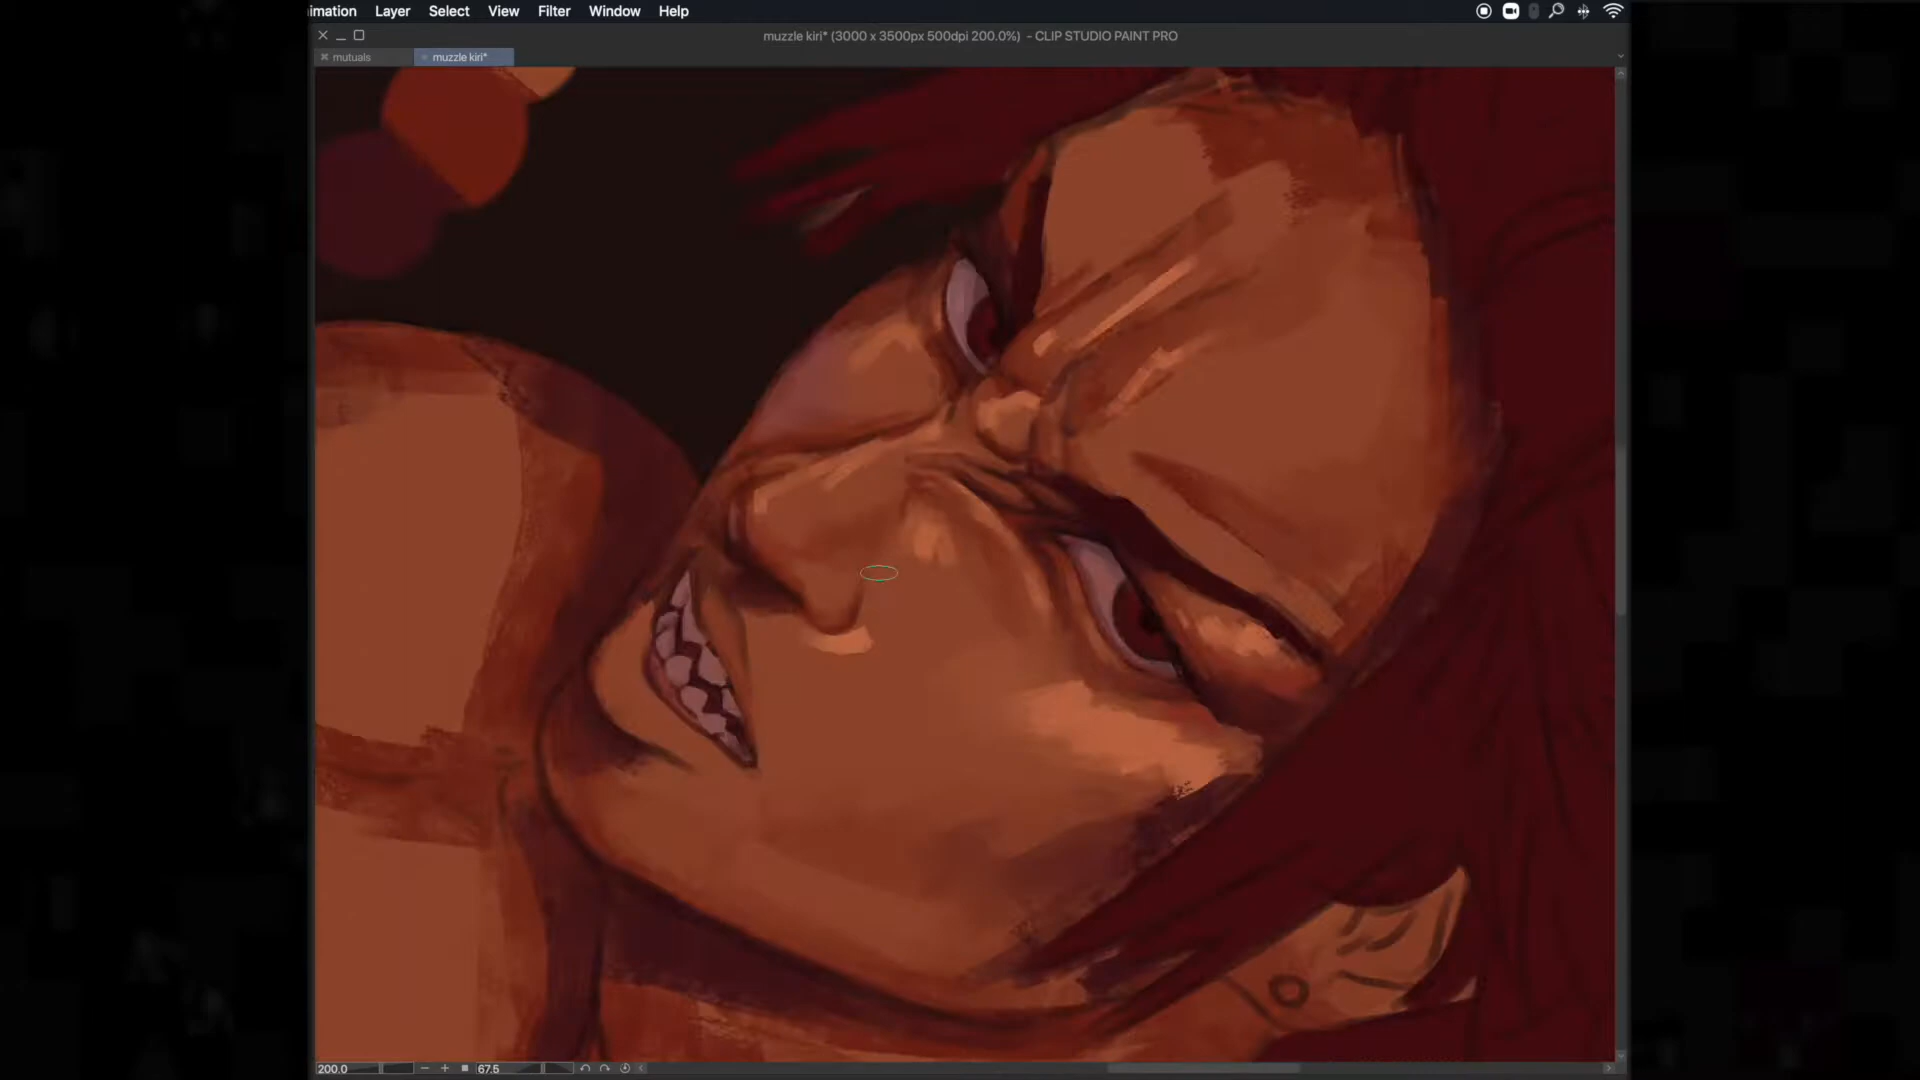 imation Layer Select View Filter Window Help
muzzle kiri* (3000 x 3500px 500dpi 200.0%) - CLIP STUDIO PAINT PRO
mutuals muzzle kiri*
200.0 67.5